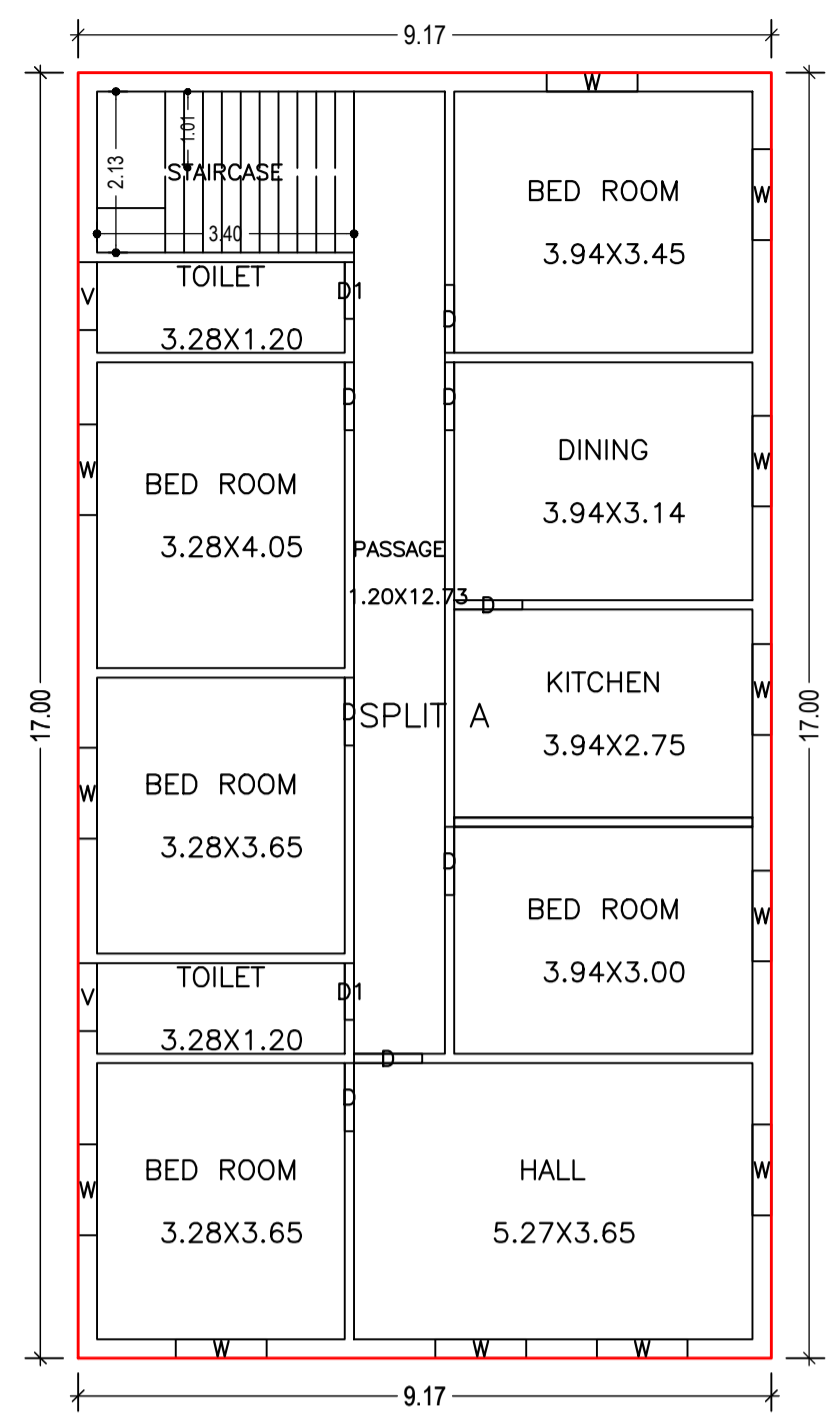 9.17
W
1.01
2.13
STAIRCASE
BED ROOM
W
3.94X3.45
3.40
TOILET
V
D1
3.28X1.20
D
D
D
W
BED ROOM
3.28X4.05
DINING
W
3.94X3.14
PASSAGE
1.20X12.73
D
KITCHEN
W
3.94X2.75
17.00
17.00
D
SPLIT A
W
BED ROOM
3.28X3.65
D
BED ROOM
W
3.94X3.00
TOILET
V
D1
3.28X1.20
D
D
BED ROOM
W
3.28X3.65
HALL
W
5.27X3.65
W
W
W
9.17